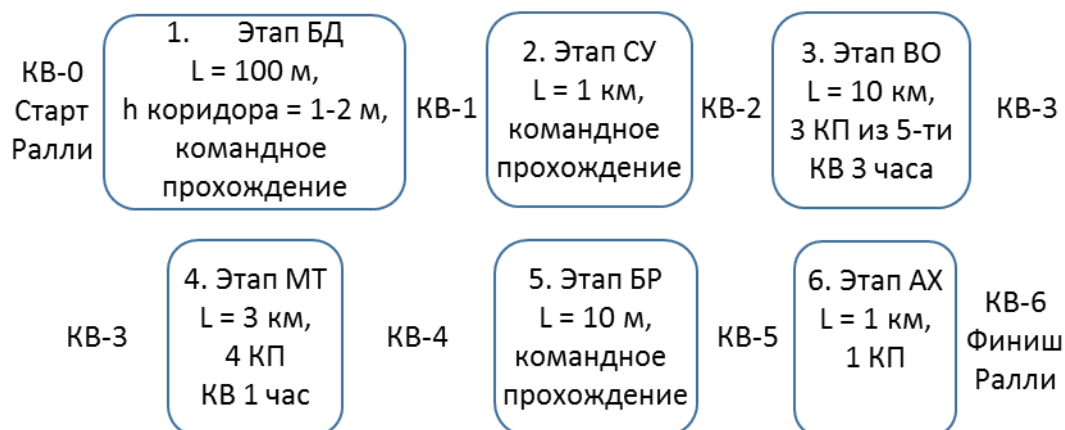 КВ-0
Старт
Ралли
1. Этап БД
L = 100 м,
h коридора = 1-2 м,
командное
прохождение
КВ-1
2. Этап СУ
L = 1 км,
командное
прохождение
КВ-2
3. Этап ВО
L = 10 км,
3 КП из 5-ти
КВ 3 часа
КВ-3
КВ-3
4. Этап МТ
L = 3 км,
4 КП
КВ 1 час
КВ-4
5. Этап БР
L = 10 м,
командное
прохождение
КВ-5
6. Этап АХ
L = 1 км,
1 КП
КВ-6
Финиш
Ралли